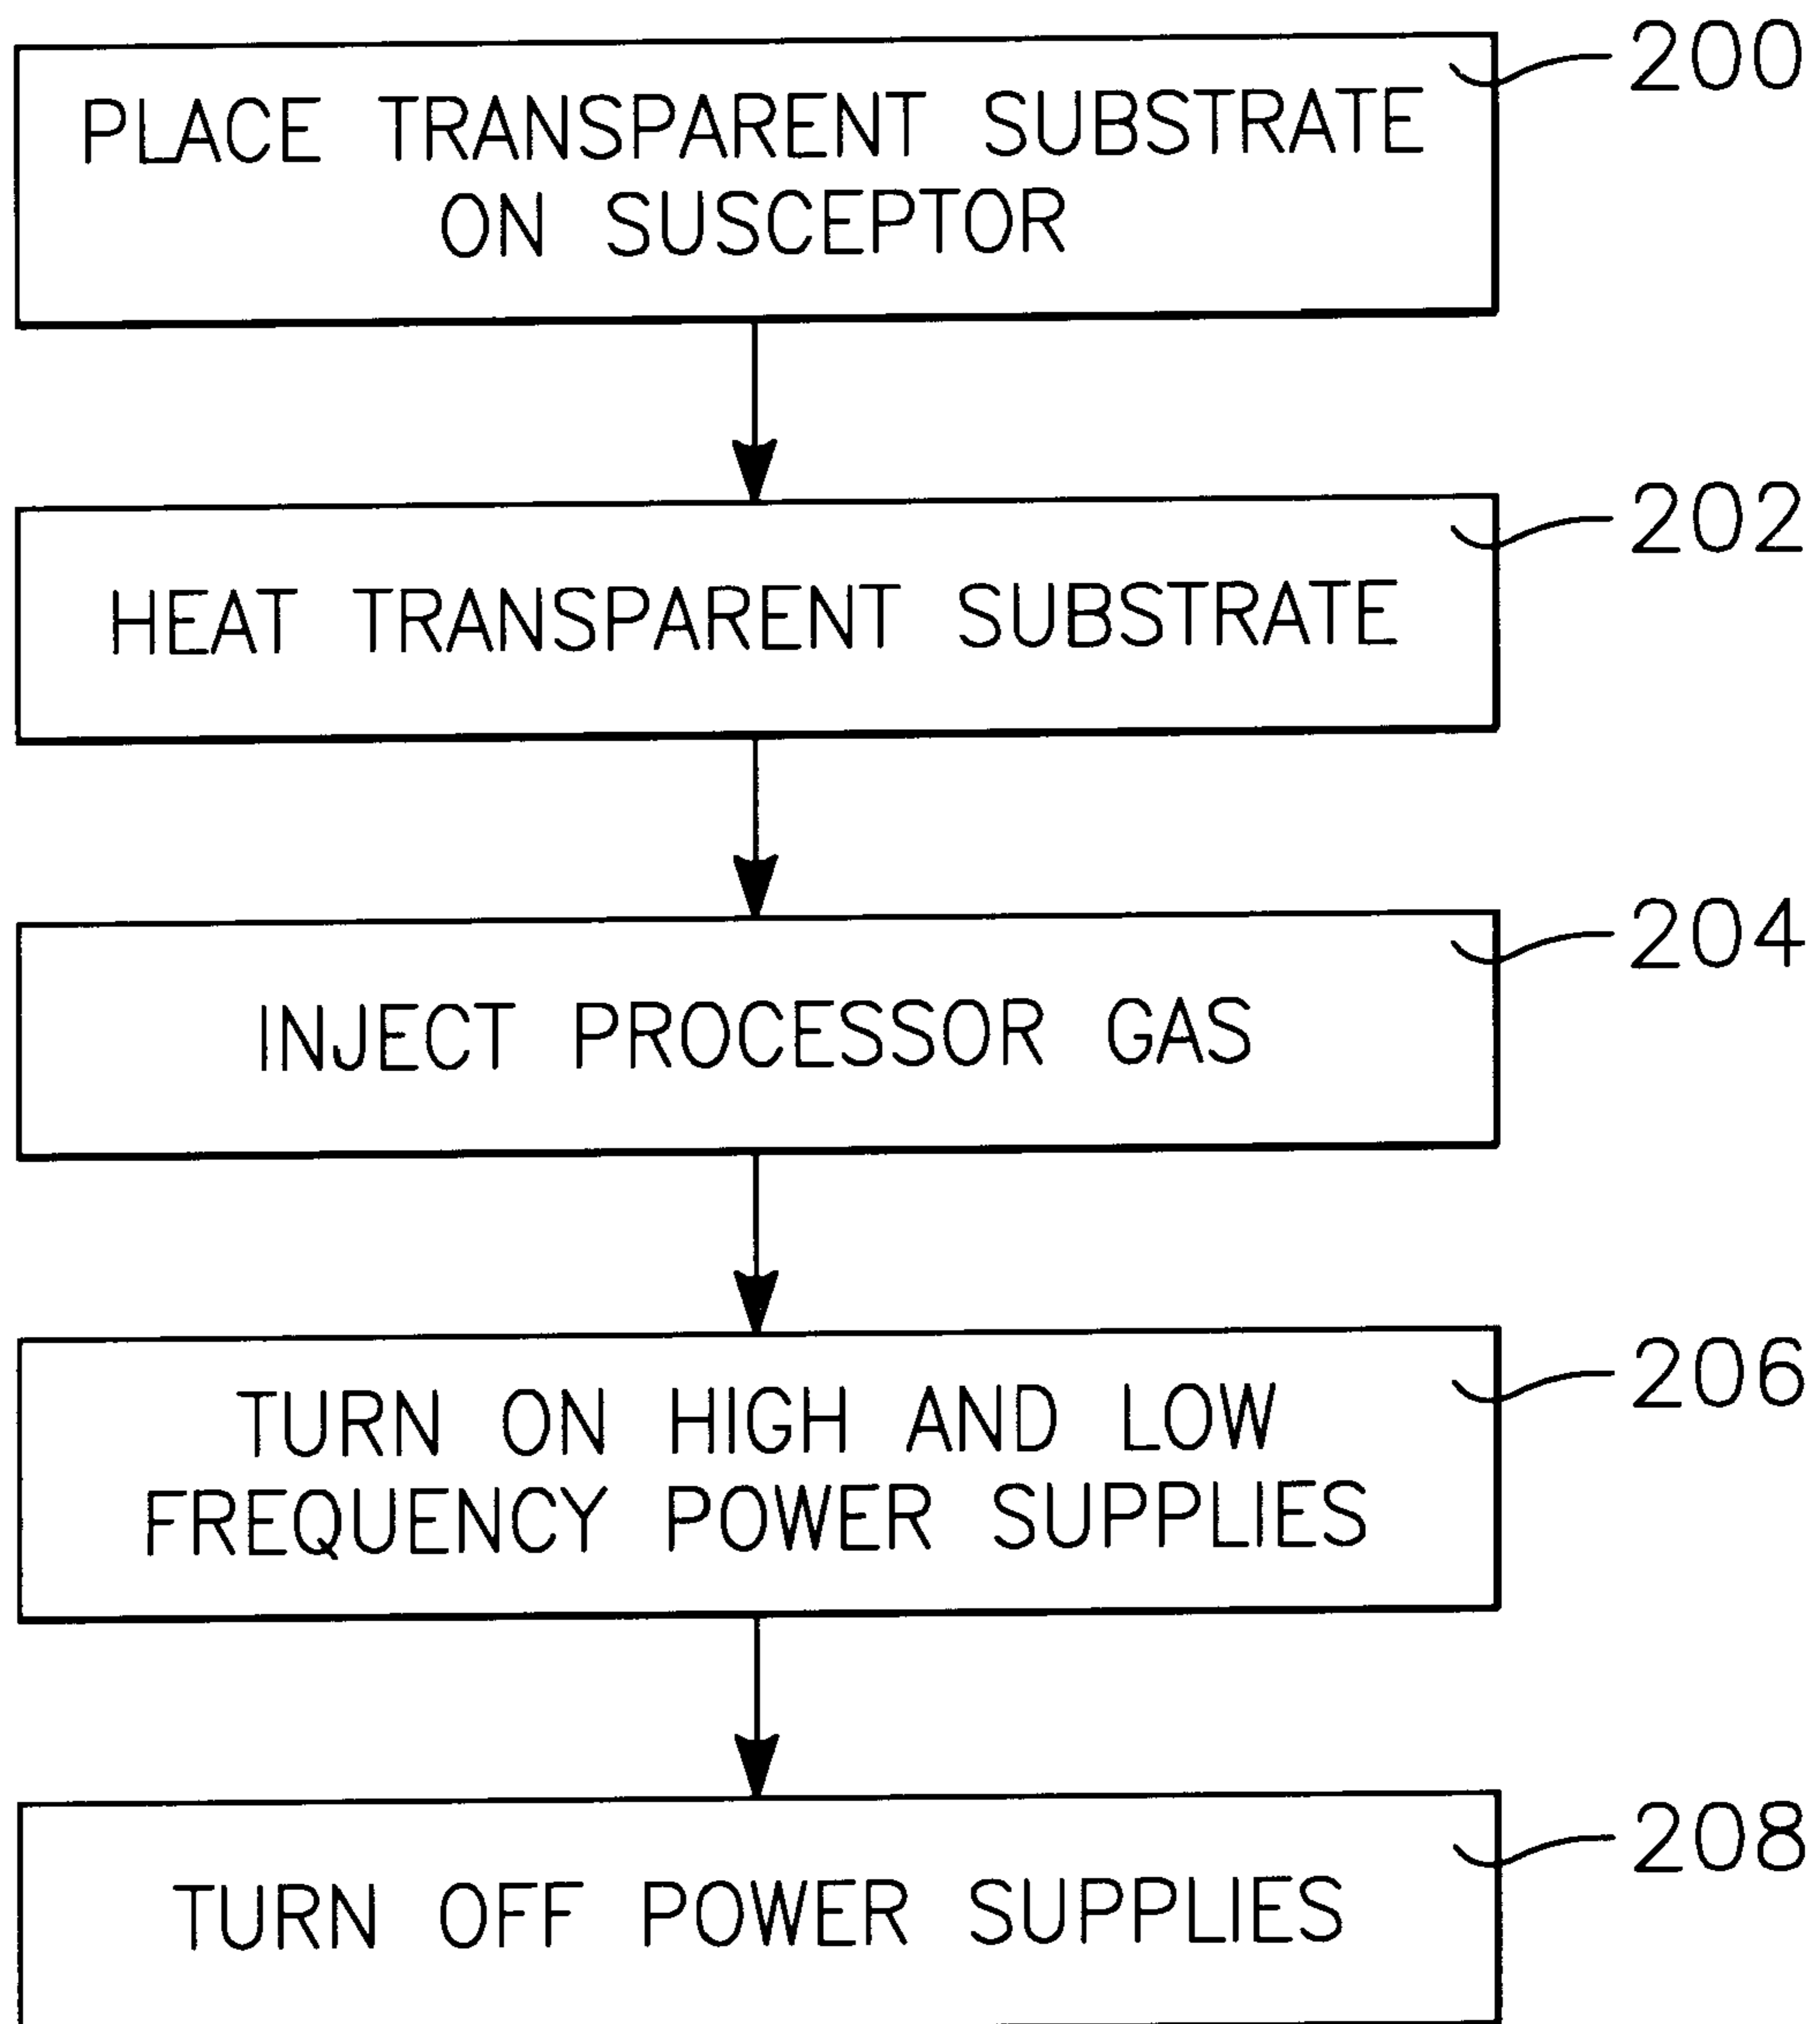 PLACE TRANSPARENT SUBSTRATE
ON SUSCEPTOR
200
HEAT TRANSPARENT SUBSTRATE
202
INJECT PROCESSOR GAS
204
TURN ON HIGH AND LOW
FREQUENCY POWER SUPPLIES
206
TURN OFF POWER SUPPLIES
208